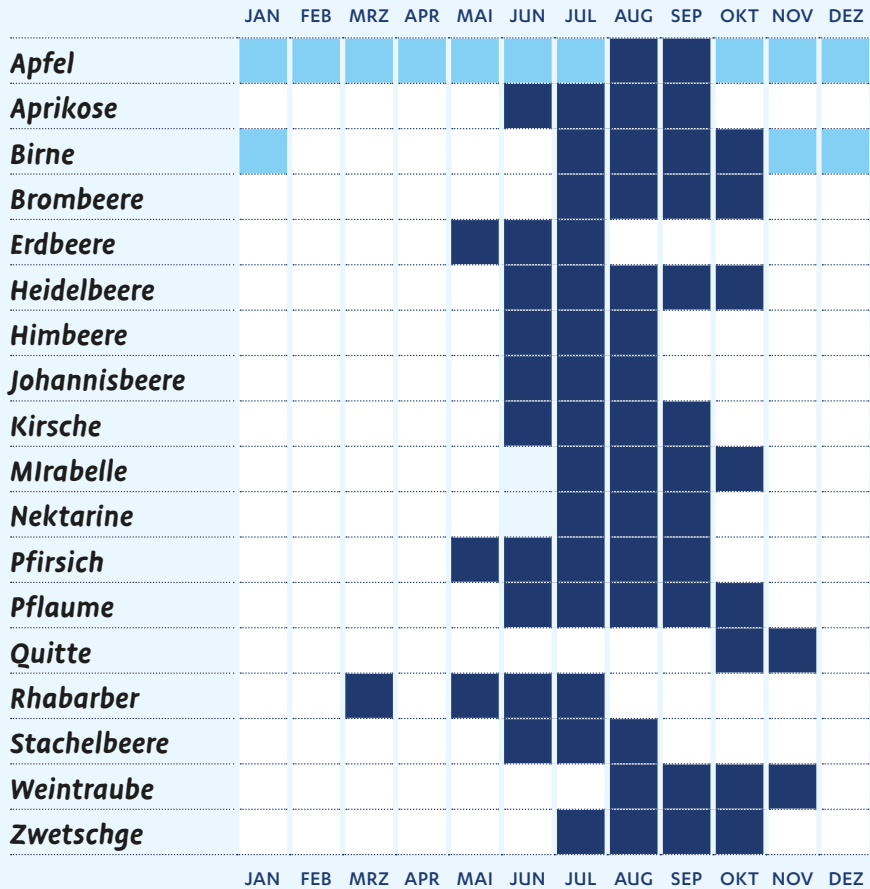 JAN FEB MRZ APR MAI JUN JUL AUG SEP OKT NOV DEZ
Apfel
Aprikose
Birne
Brombeere
Erdbeere
Heidelbeere
Himbeere
Johannisbeere
Kirsche
MIrabelle
Nektarine
Pfirsich
Pflaume
Quitte
Rhabarber
Stachelbeere
Weintraube
Zwetschge
JAN FEB MRZ APR MAI JUN JUL AUG SEP OKT NOV DEZ